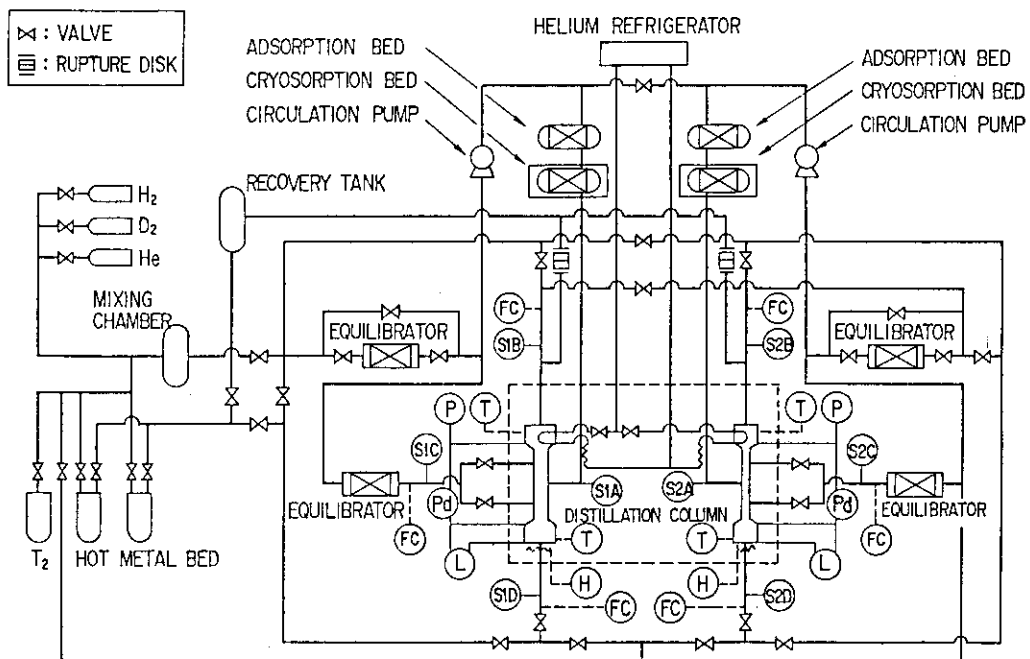 : VALVE
: RUPTURE DISK
HELIUM REFRIGERATOR
ADSORPTION BED
CRYOSORPTION BED
CIRCULATION PUMP
ADSORPTION BED
CRYOSORPTION BED
CIRCULATION PUMP
RECOVERY TANK
H2
D2
He
MIXING
CHAMBER
EQUILIBRATOR
FC
S1B
FC
S2B
EQUILIBRATOR
P
T
T
P
S1C
S2C
EQUILIBRATOR
Pd
FC
S1A
S2A
DISTILLATION COLUMN
Pd
FC
EQUILIBRATOR
T2
HOT METAL BED
L
T
H
T
H
L
S1D
FC
FC
S2D